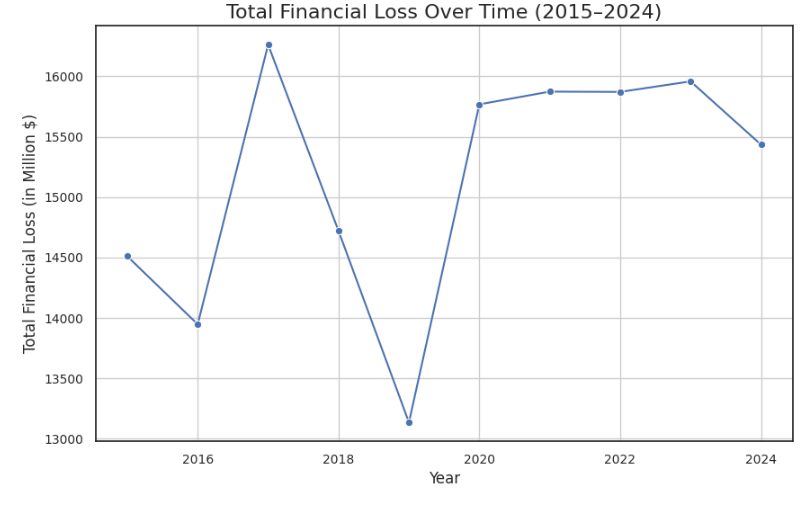 Total Financial Loss Over Time (2015–2024)
Total Financial Loss (in Million $)
16000
15500
15000
14500
14000
13500
13000
2016 2018 2020 2022 2024
Year